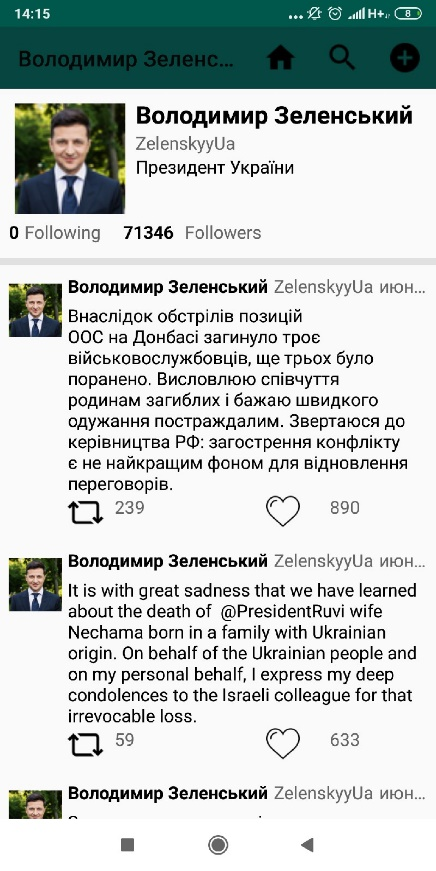 14:15
... H+ 8
Володимир Зеленс...
Володимир Зеленський
ZelenskyyUa
Президент України
0 Following 71346 Followers
Володимир Зеленський ZelenskyyUa июн...
Внаслідок обстрілів позицій
ООС на Донбасі загинуло троє
військовослужбовців, ще трьох було
поранено. Висловлюю співчуття
родинам загиблих і бажаю швидкого
одужання постраждалим. Звертаюся до
керівництва РФ: загострення конфлікту
є не найкращим фоном для відновлення
переговорів.
239 890
Володимир Зеленський ZelenskyyUa июн...
It is with great sadness that we have learned
about the death of @PresidentRuvi wife
Nechama born in a family with Ukrainian
origin. On behalf of the Ukrainian people and
on my personal behalf, I express my deep
condolences to the Israeli colleague for that
irrevocable loss.
59 633
Володимир Зеленський ZelenskyyUa июн...